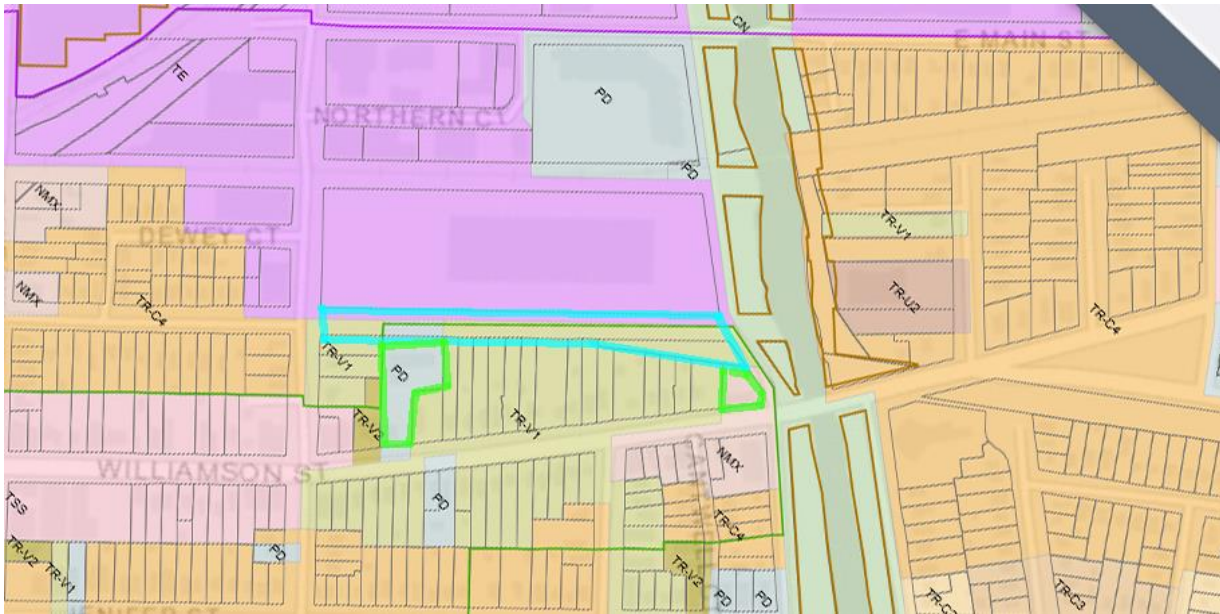 CN
E MAIN ST
TE
PD
NORTHERN CT
PD
NMX
TR-V1
DEWEY CT
NMX
TR-C4
TR-U2
TR-C4
TR-V1
PD
TR-V2
TR-V1
WILLIAMSON ST
NMX
TSS
PD
TR-C4
PD
TR-V2
TR-V1
TR-V2
PD
PD
TR-C3